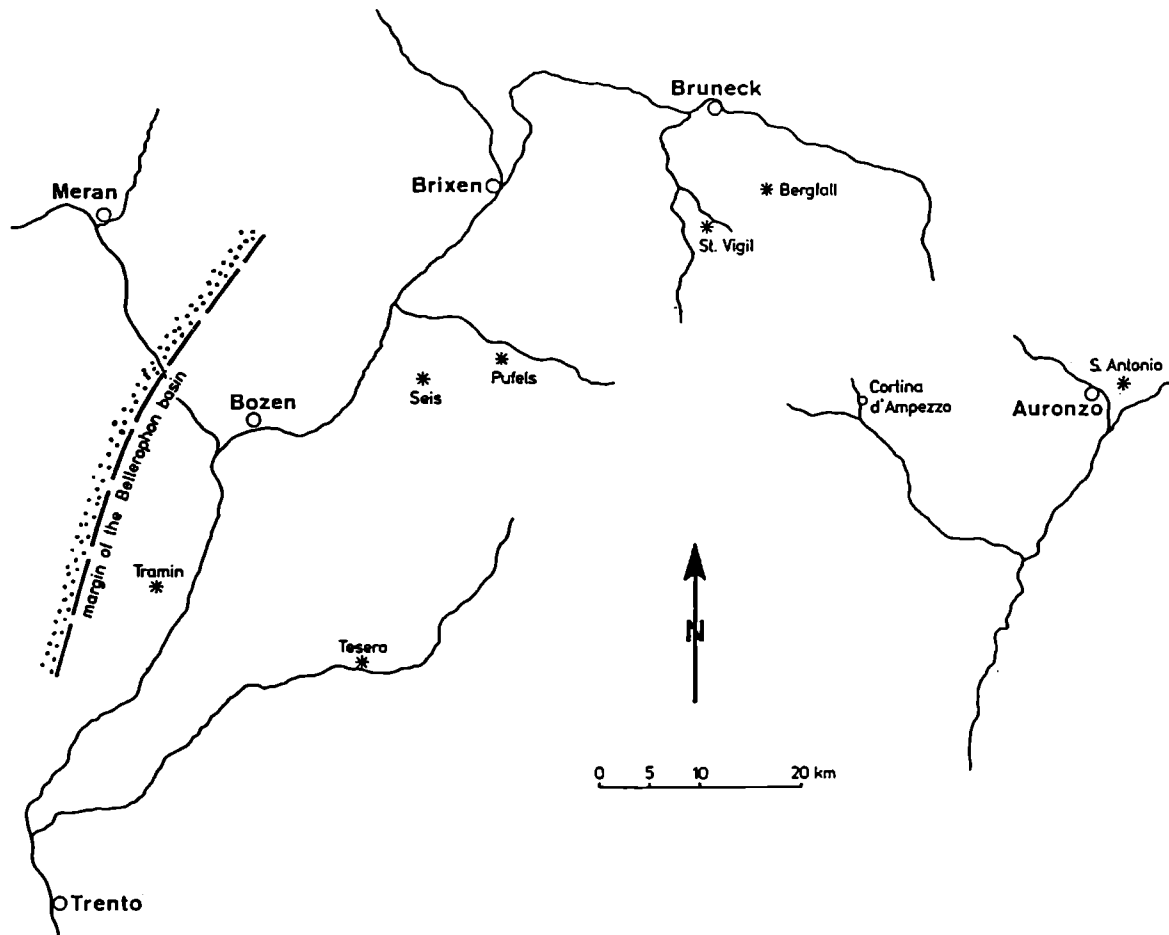 Bruneck
Meran
Brixen
Bergfall
St. Vigil
Pufels
Seis
S. Antonio
Cortina
d'Ampezzo
Auronzo
Bozen
margin of the Bellerophon basin
Tramin
Tesero
N
0 5 10 20 km
Trento